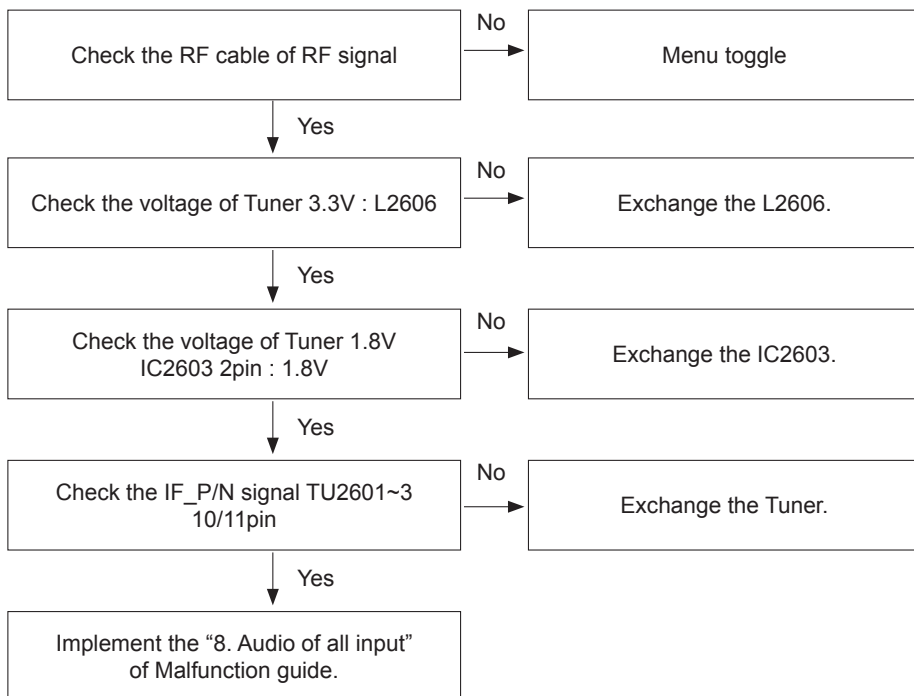 No
Check the RF cable of RF signal
Menu toggle
Yes
No
Check the voltage of Tuner 3.3V : L2606
Exchange the L2606.
Yes
No
Check the voltage of Tuner 1.8V
IC2603 2pin : 1.8V
Exchange the IC2603.
Yes
No
Check the IF_P/N signal TU2601~3
10/11pin
Exchange the Tuner.
Yes
Implement the “8. Audio of all input”
of Malfunction guide.